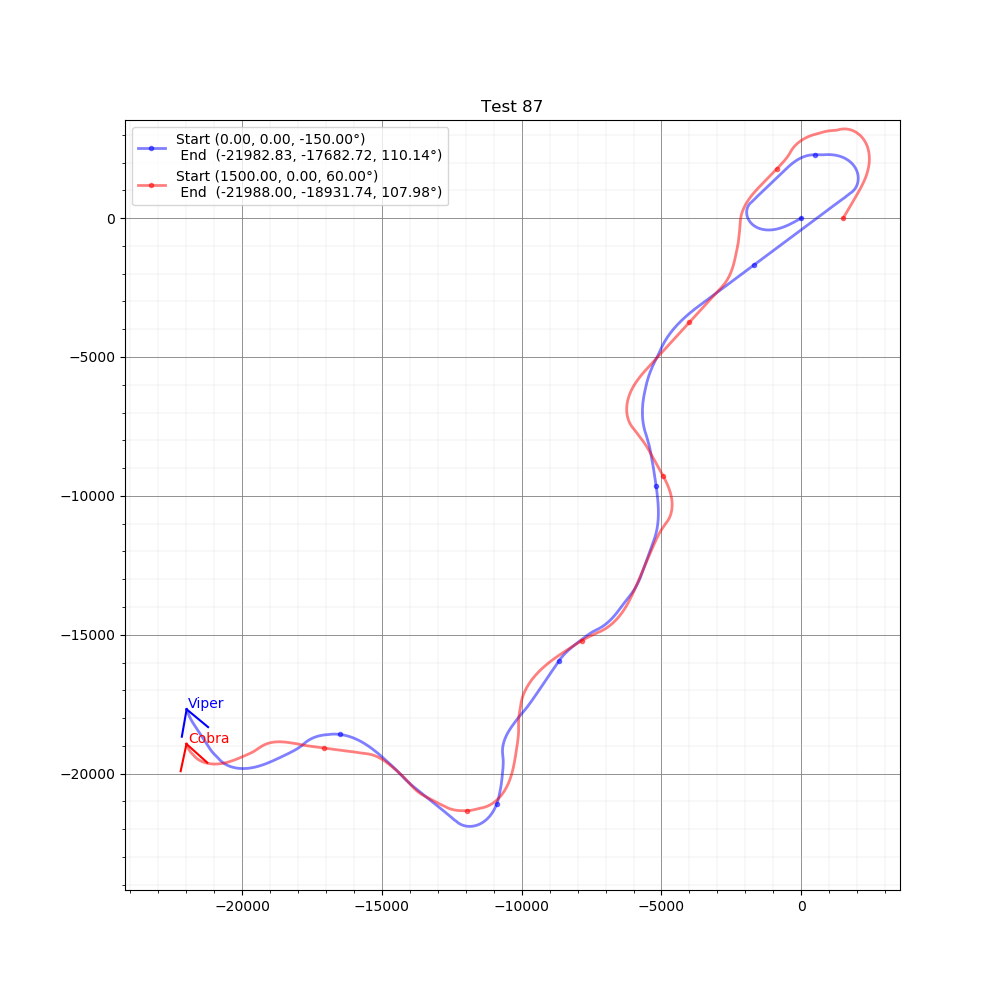 Test 87
Start (0.00, 0.00, -150.00°)
End (-21982.83, -17682.72, 110.14°)
Start (1500.00, 0.00, 60.00°)
End (-21988.00, -18931.74, 107.98°)
0
−5000
−10000
−15000
−20000
Viper
Cobra
−20000
−15000
−10000
−5000
0